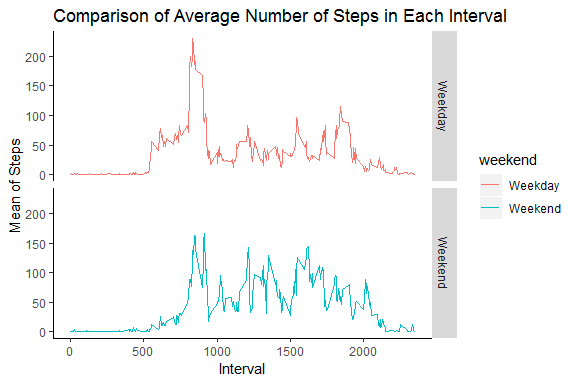 Comparison of Average Number of Steps in Each Interval
200
150
100
50
0
Weekday
200
150
100
50
0
Weekend
Mean of Steps
0
500
1000
1500
2000
Interval
weekend
Weekday
Weekend